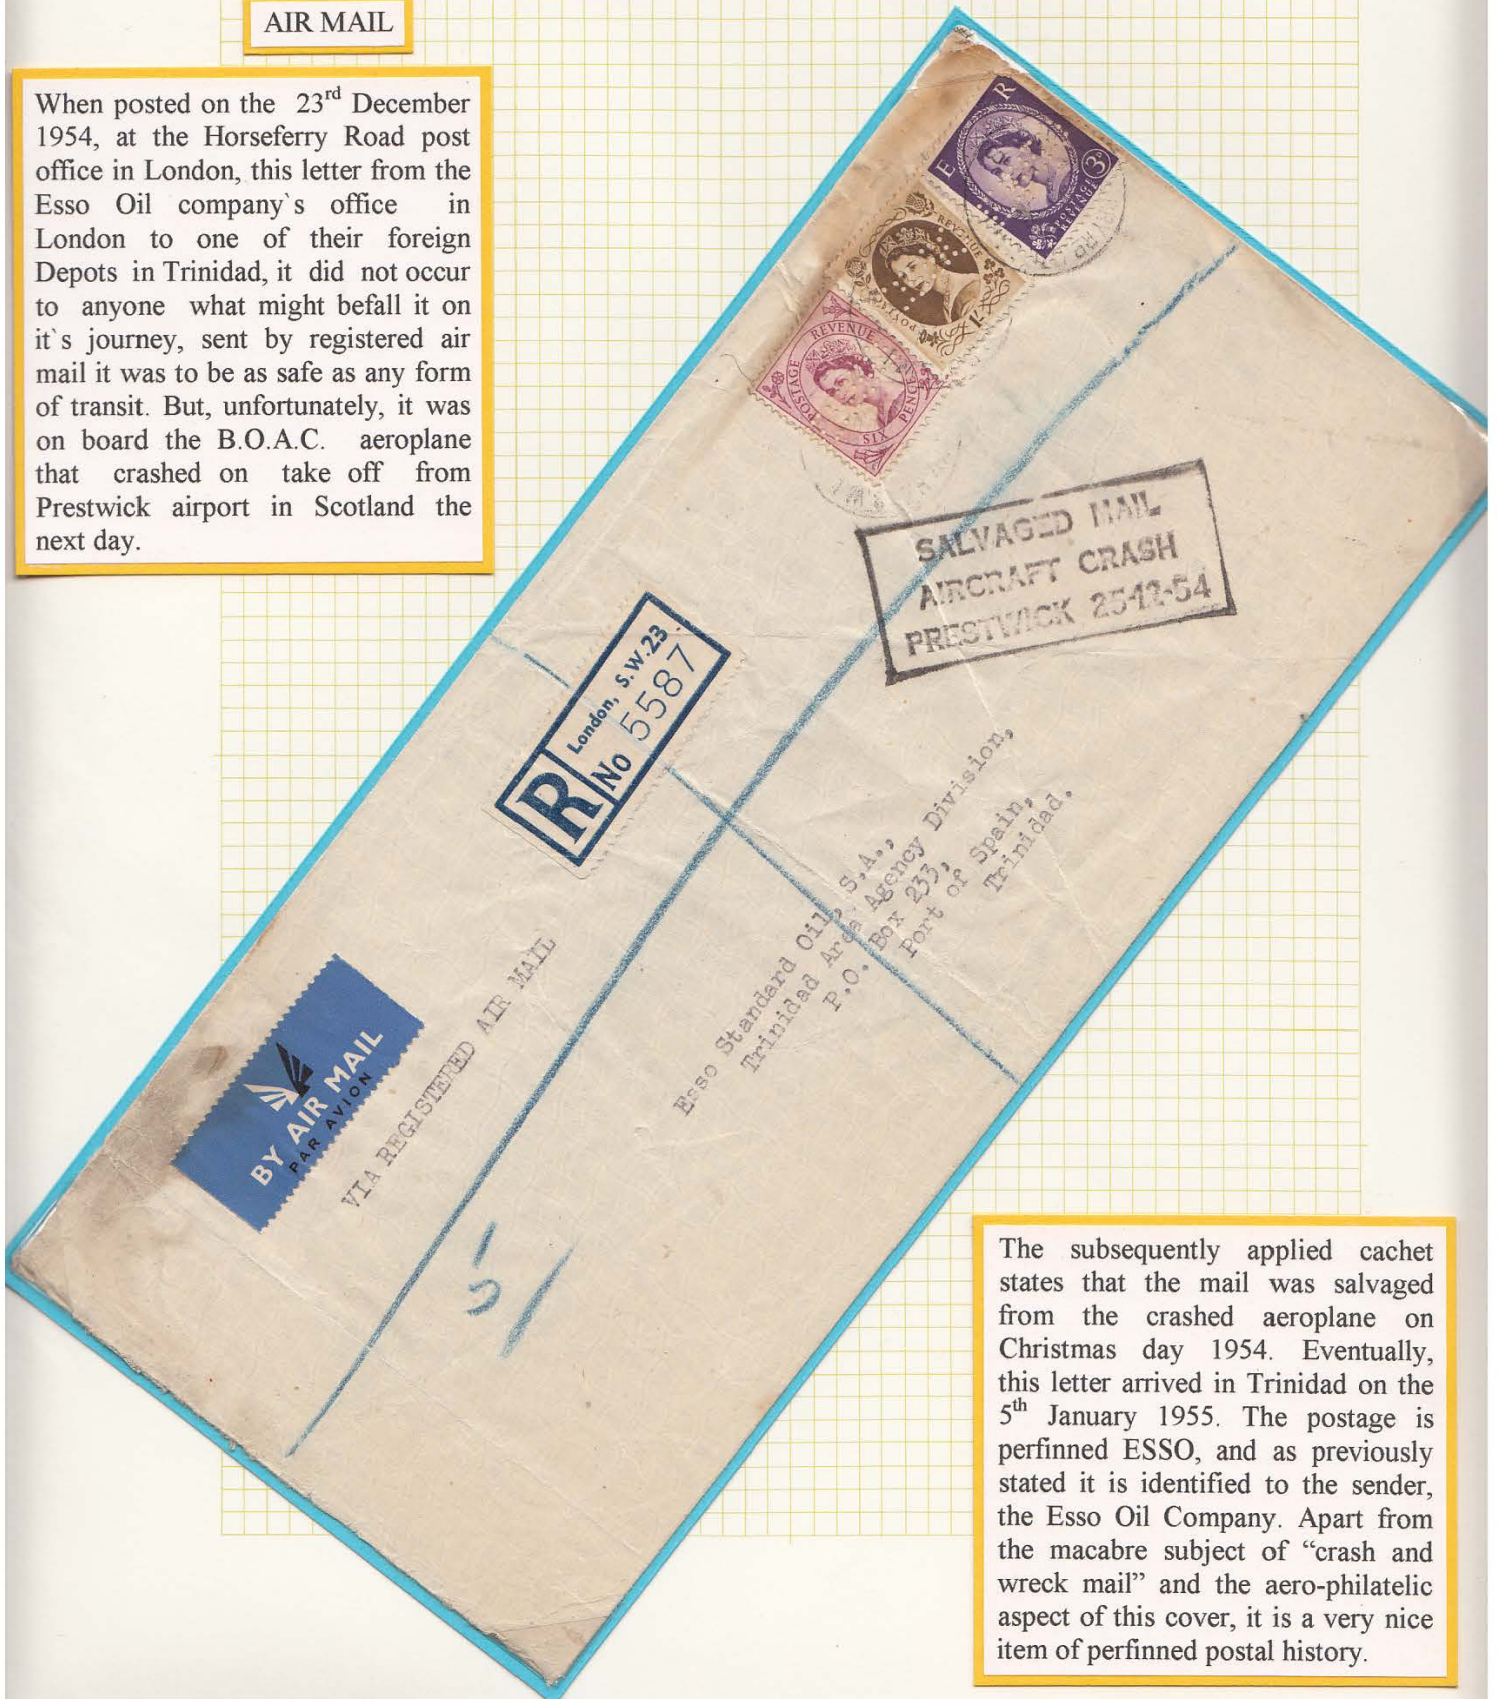 AIR MAIL
When posted on the 23rd December
1954, at the Horseferry Road post
office in London, this letter from the
Esso Oil company`s office in
London to one of their foreign
Depots in Trinidad, it did not occur
to anyone what might befall it on
it`s journey, sent by registered air
mail it was to be as safe as any form
of transit. But, unfortunately, it was
on board the B.O.A.C. aeroplane
that crashed on take off from
Prestwick airport in Scotland the
next day.
E R
POSTAGE
REVENUE
3D
POSTAGE REVENUE
1/-
POSTAGE REVENUE
SIX PENCE
SALVAGED MAIL
AIRCRAFT CRASH
PRESTWICK 25-12-54
R
London, S.W.23.
No 5587
BY AIR MAIL
PAR AVION
VIA REGISTERED AIR MAIL
Esso Standard Oil, S.A.,
Trinidad Area Agency Division,
P.O. Box 233,
Port of Spain,
Trinidad.
5/
The subsequently applied cachet
states that the mail was salvaged
from the crashed aeroplane on
Christmas day 1954. Eventually,
this letter arrived in Trinidad on the
5th January 1955. The postage is
perfinned ESSO, and as previously
stated it is identified to the sender,
the Esso Oil Company. Apart from
the macabre subject of “crash and
wreck mail” and the aero-philatelic
aspect of this cover, it is a very nice
item of perfinned postal history.